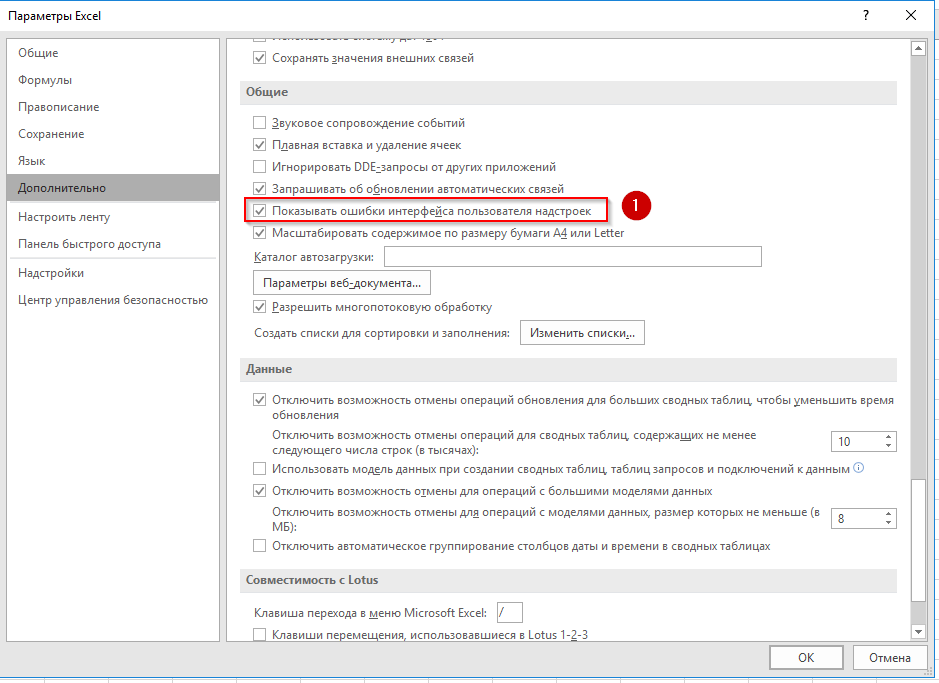 Параметры Excel
?
Общие
Формулы
Правописание
Сохранение
Язык
Дополнительно
Настроить ленту
Панель быстрого доступа
Надстройки
Центр управления безопасностью
Сохранять значения внешних связей
Общие
Звуковое сопровождение событий
Плавная вставка и удаление ячеек
Игнорировать DDE-запросы от других приложений
Запрашивать об обновлении автоматических связей
Показывать ошибки интерфейса пользователя надстроек
1
Масштабировать содержимое по размеру бумаги A4 или Letter
Каталог автозагрузки:
Параметры веб-документа...
Разрешить многопотоковую обработку
Создать списки для сортировки и заполнения:
Изменить списки...
Данные
Отключить возможность отмены операций обновления для больших сводных таблиц, чтобы уменьшить время
обновления
Отключить возможность отмены операций для сводных таблиц, содержащих не менее
следующего числа строк (в тысячах):
10
Использовать модель данных при создании сводных таблиц, таблиц запросов и подключений к данным
Отключить возможность отмены для операций с большими моделями данных
Отключить возможность отмены для операций с моделями данных, размер которых не меньше (в
МБ):
8
Отключить автоматическое группирование столбцов даты и времени в сводных таблицах
Совместимость с Lotus
Клавиша перехода в меню Microsoft Excel:
/
Клавиши перемещения, использовавшиеся в Lotus 1-2-3
ОК
Отмена